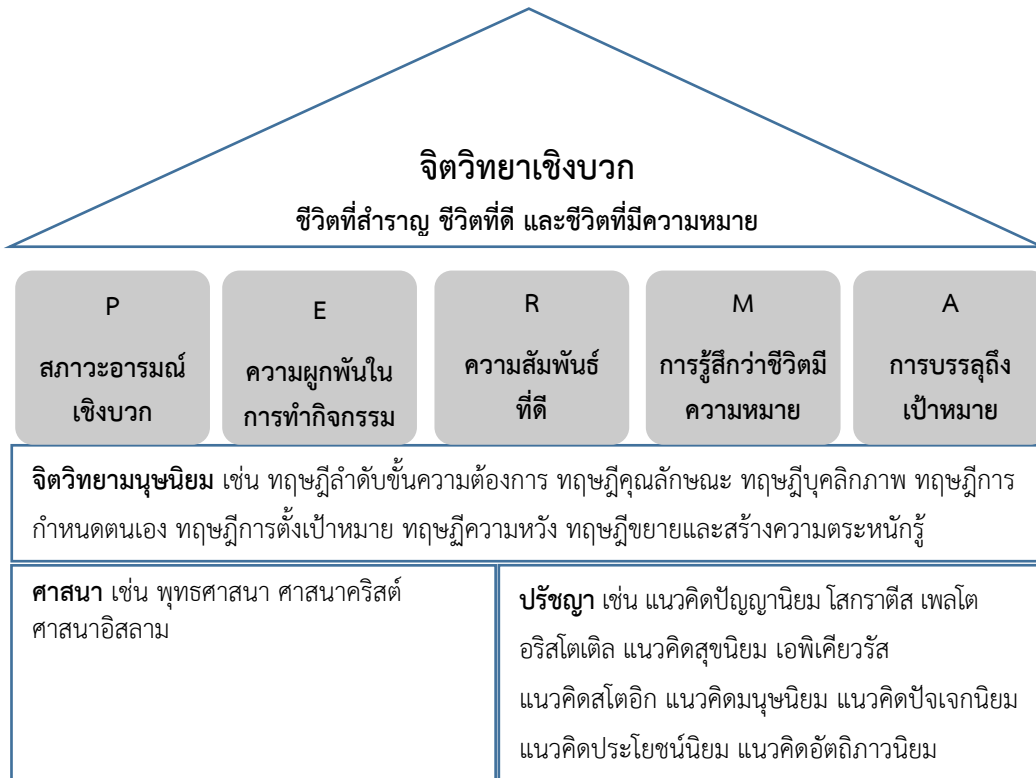 จิตวิทยาเชิงบวก
ชีวิตที่สำราญ ชีวิตที่ดี และชีวิตที่มีความหมาย
P
สภาวะอารมณ์
เชิงบวก
E
ความผูกพันใน
การทำกิจกรรม
R
ความสัมพันธ์
ที่ดี
M
การรู้สึกว่าชีวิตมี
ความหมาย
A
การบรรลุถึง
เป้าหมาย
จิตวิทยามนุษนิยม เช่น ทฤษฎีลำดับขั้นความต้องการ ทฤษฎีคุณลักษณะ ทฤษฎีบุคลิกภาพ ทฤษฎีการ
กำหนดตนเอง ทฤษฎีการตั้งเป้าหมาย ทฤษฏีความหวัง ทฤษฎีขยายและสร้างความตระหนักรู้
ศาสนา เช่น พุทธศาสนา ศาสนาคริสต์
ศาสนาอิสลาม
ปรัชญา เช่น แนวคิดปัญญานิยม โสกราตีส เพลโต
อริสโตเติล แนวคิดสุขนิยม เอพิเคียวรัส
แนวคิดสโตอิก แนวคิดมนุษนิยม แนวคิดปัจเจกนิยม
แนวคิดประโยชน์นิยม แนวคิดอัตถิภาวนิยม